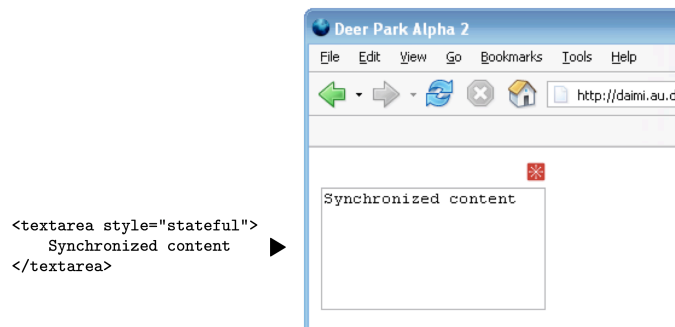 Deer Park Alpha 2
File Edit View Go Bookmarks Tools Help
http://daimi.au.d
Synchronized content
<textarea style="stateful">
Synchronized content
</textarea>